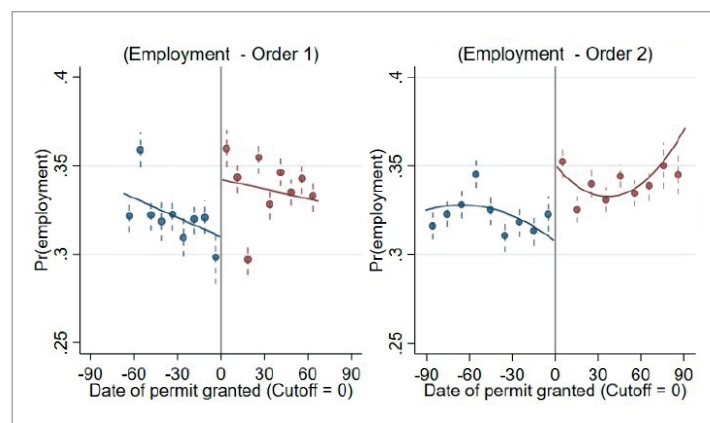 (Employment - Order 1)
.4
.35
.3
.25
Pr(employment)
-90 -60 -30 0 30 60 90
Date of permit granted (Cutoff = 0)
(Employment - Order 2)
.4
.35
.3
.25
Pr(employment)
-90 -60 -30 0 30 60 90
Date of permit granted (Cutoff = 0)